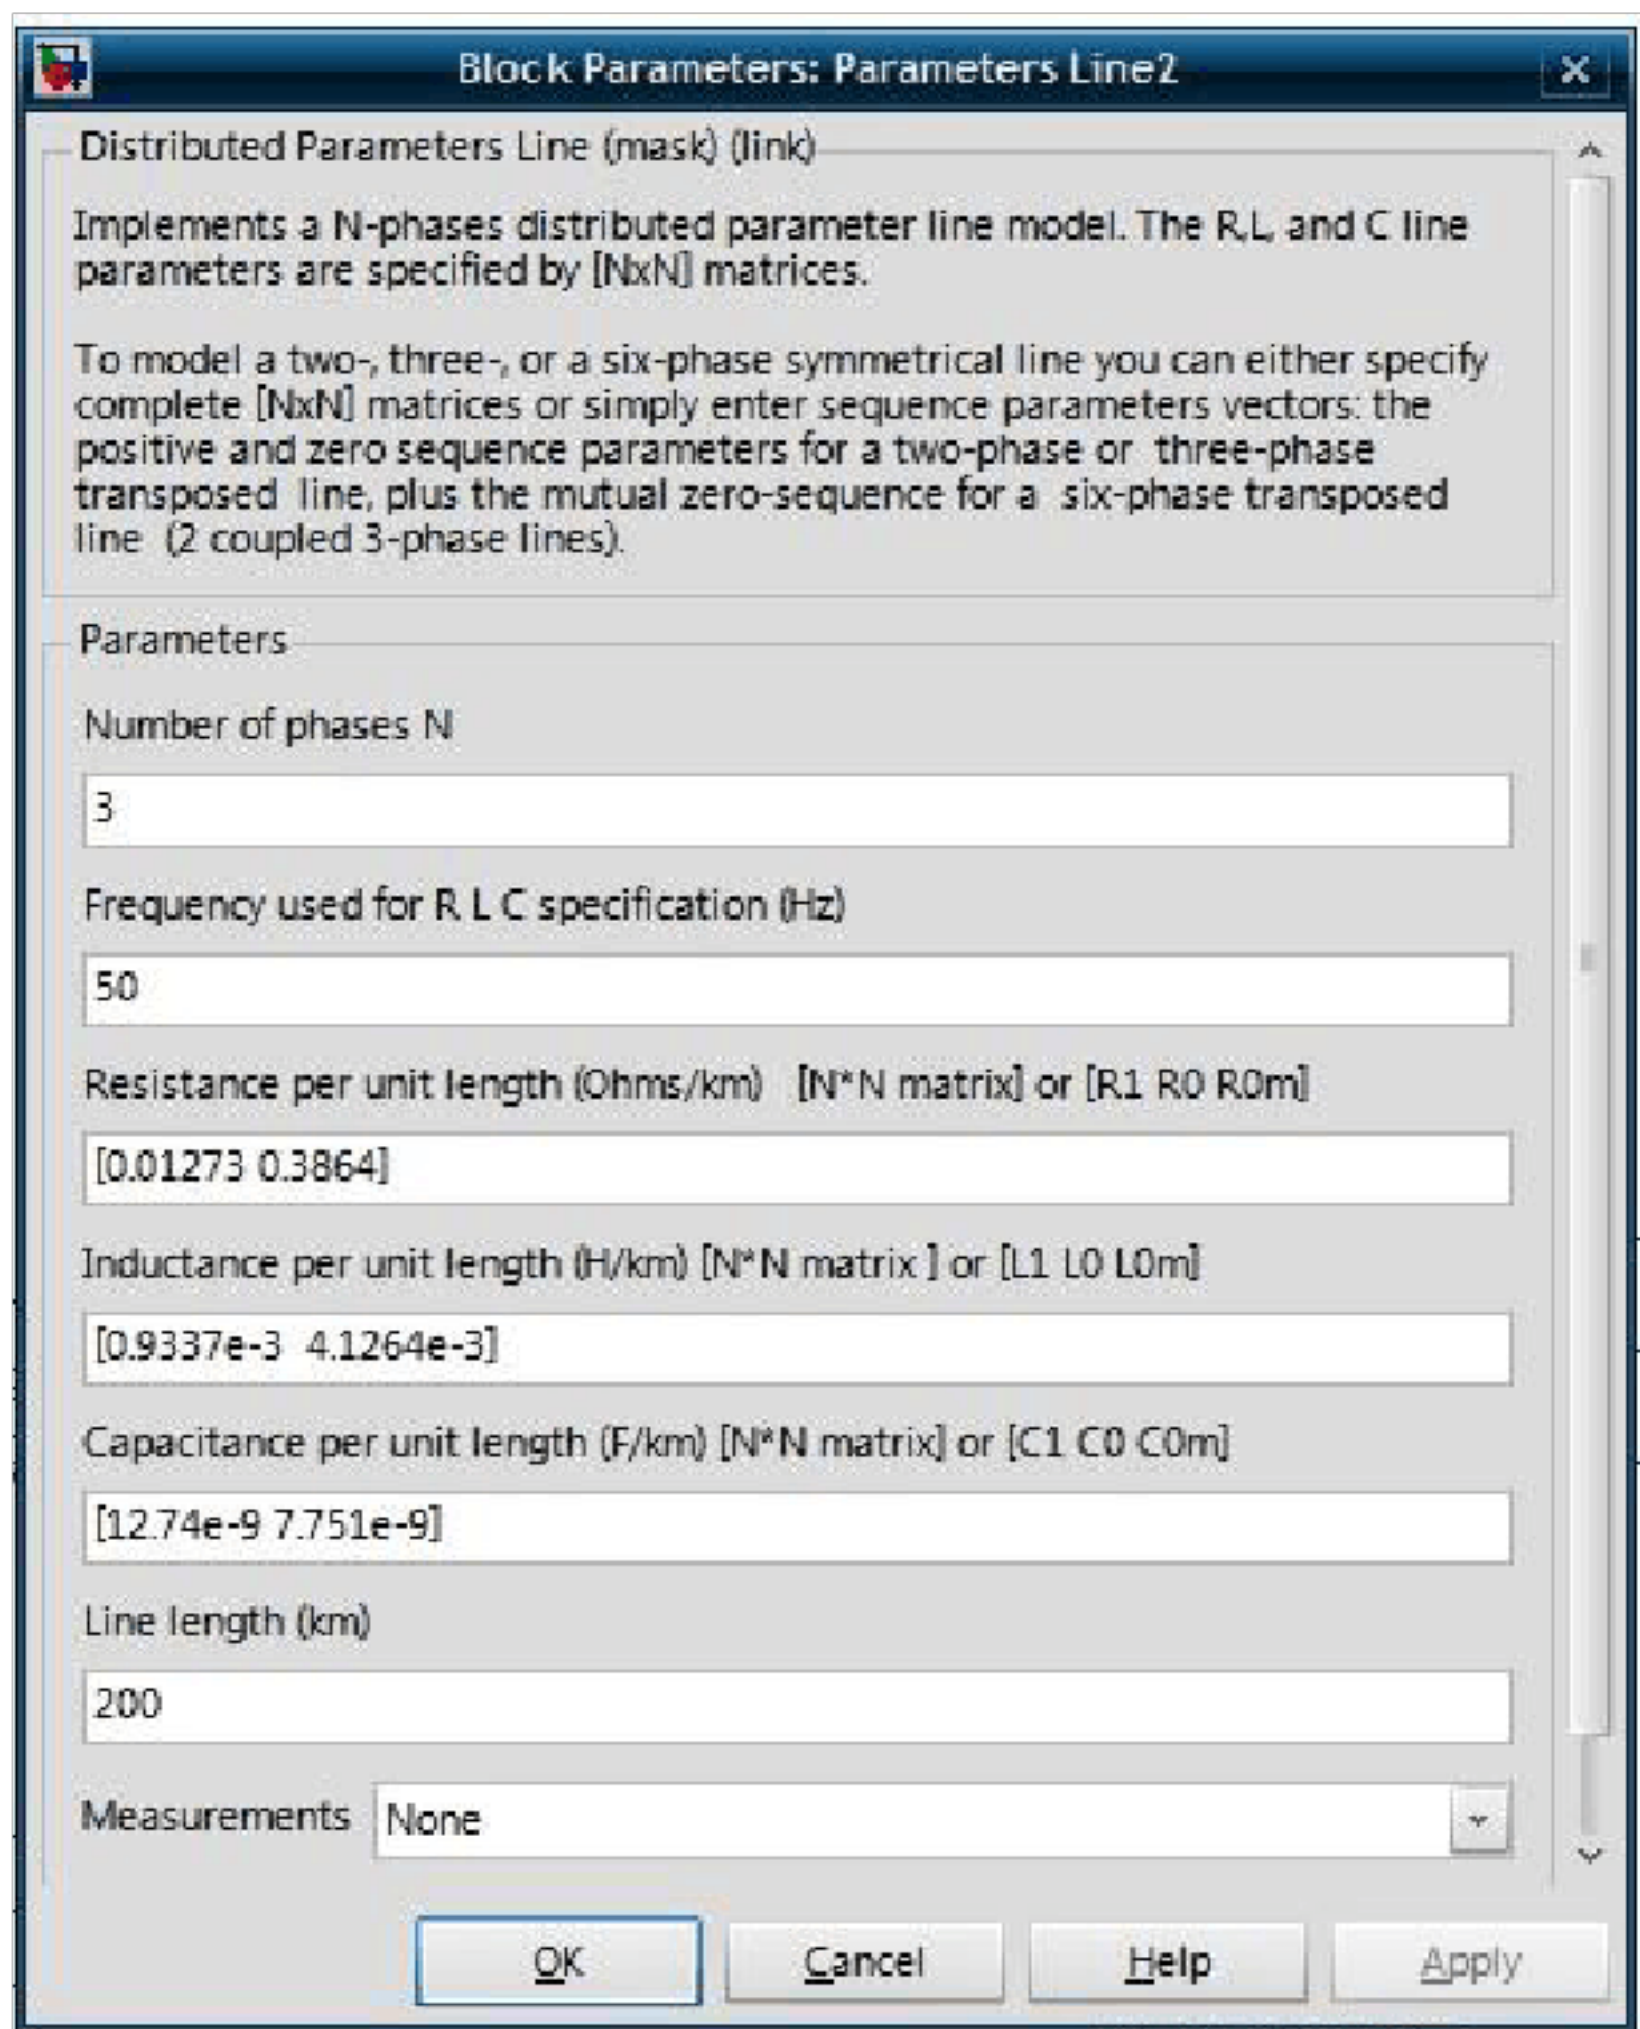 Block Parameters: Parameters Line2
Distributed Parameters Line (mask) (link)
Implements a N-phases distributed parameter line model. The R,L, and C line
parameters are specified by [NxN] matrices.
To model a two-, three-, or a six-phase symmetrical line you can either specify
complete [NxN] matrices or simply enter sequence parameters vectors: the
positive and zero sequence parameters for a two-phase or three-phase
transposed line, plus the mutual zero-sequence for a six-phase transposed
line (2 coupled 3-phase lines).
Parameters
Number of phases N
3
Frequency used for R L C specification (Hz)
50
Resistance per unit length (Ohms/km) [N*N matrix] or [R1 R0 R0m]
[0.01273 0.3864]
Inductance per unit length (H/km) [N*N matrix ] or [L1 L0 L0m]
[0.9337e-3 4.1264e-3]
Capacitance per unit length (F/km) [N*N matrix] or [C1 C0 C0m]
[12.74e-9 7.751e-9]
Line length (km)
200
Measurements None
OK Cancel Help Apply